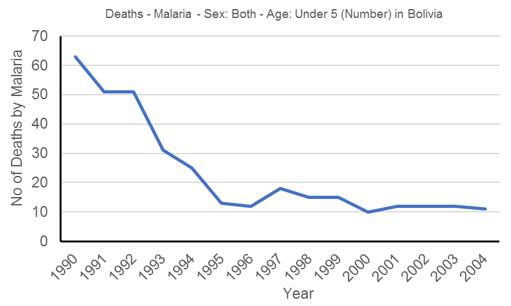 Deaths - Malaria - Sex: Both - Age: Under 5 (Number) in Bolivia
No of Deaths by Malaria
70
60
50
40
30
20
10
0
1990 1991 1992 1993 1994 1995 1996 1997 1998 1999 2000 2001 2002 2003 2004
Year